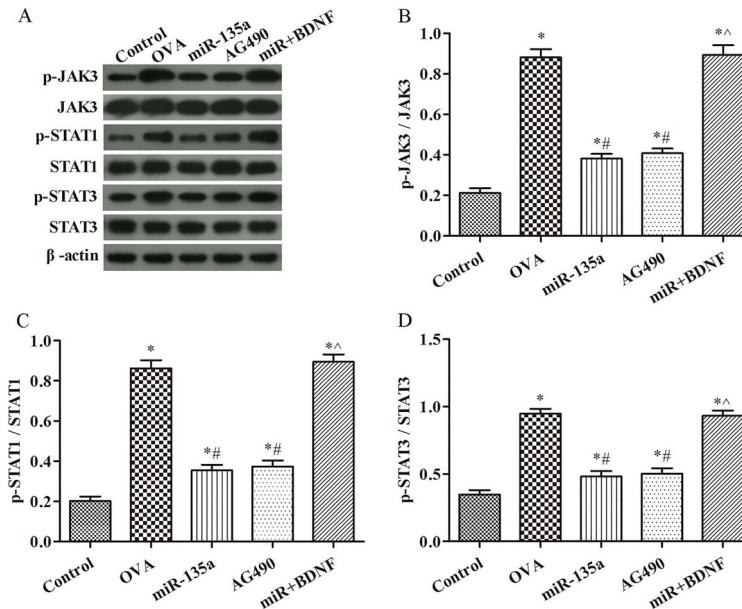 A
Control OVA miR-135a AG490 miR+BDNF
p-JAK3
JAK3
p-STAT1
STAT1
p-STAT3
STAT3
β -actin
B
p-JAK3 / JAK3
1.0
0.8
0.6
0.4
0.2
0.0
*
*#
*#
*^
Control OVA miR-135a AG490 miR+BDNF
C
p-STAT1 / STAT1
1.0
0.8
0.6
0.4
0.2
0.0
*
*#
*#
*^
Control OVA miR-135a AG490 miR+BDNF
D
p-STAT3 / STAT3
1.5
1.0
0.5
0.0
*
*#
*#
*^
Control OVA miR-135a AG490 miR+BDNF